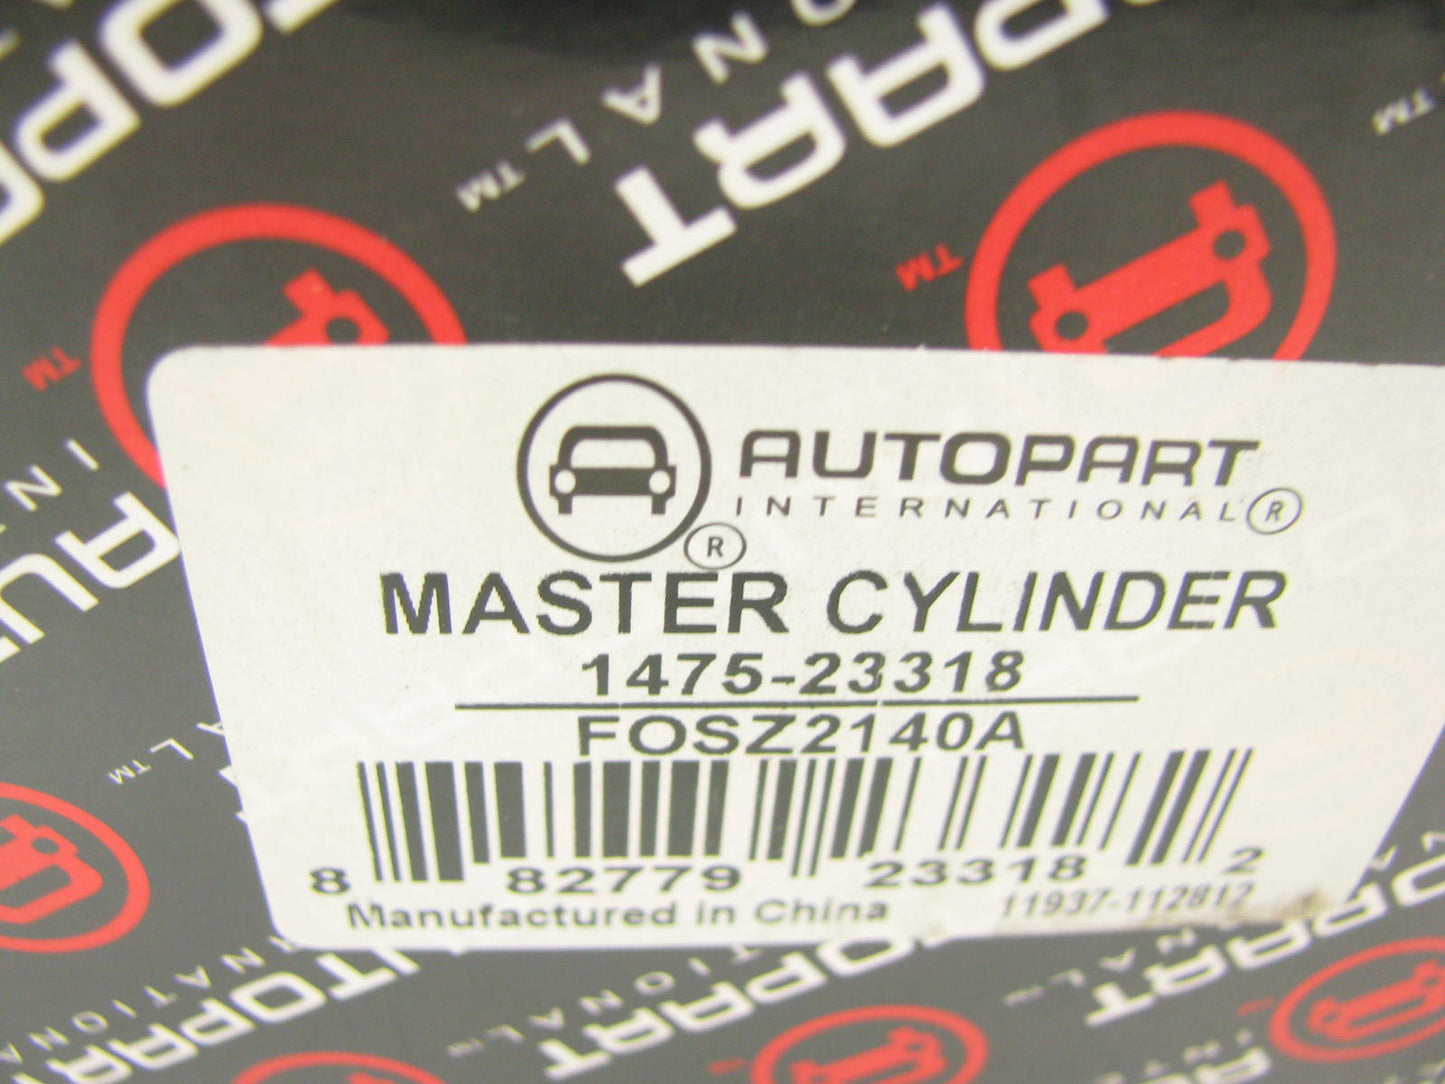 AUTOPART
INTERNATIONAL®
®
MASTER CYLINDER
1475-23318
FOSZ2140A
8 82779 23318 2
Manufactured in China
11937-112812